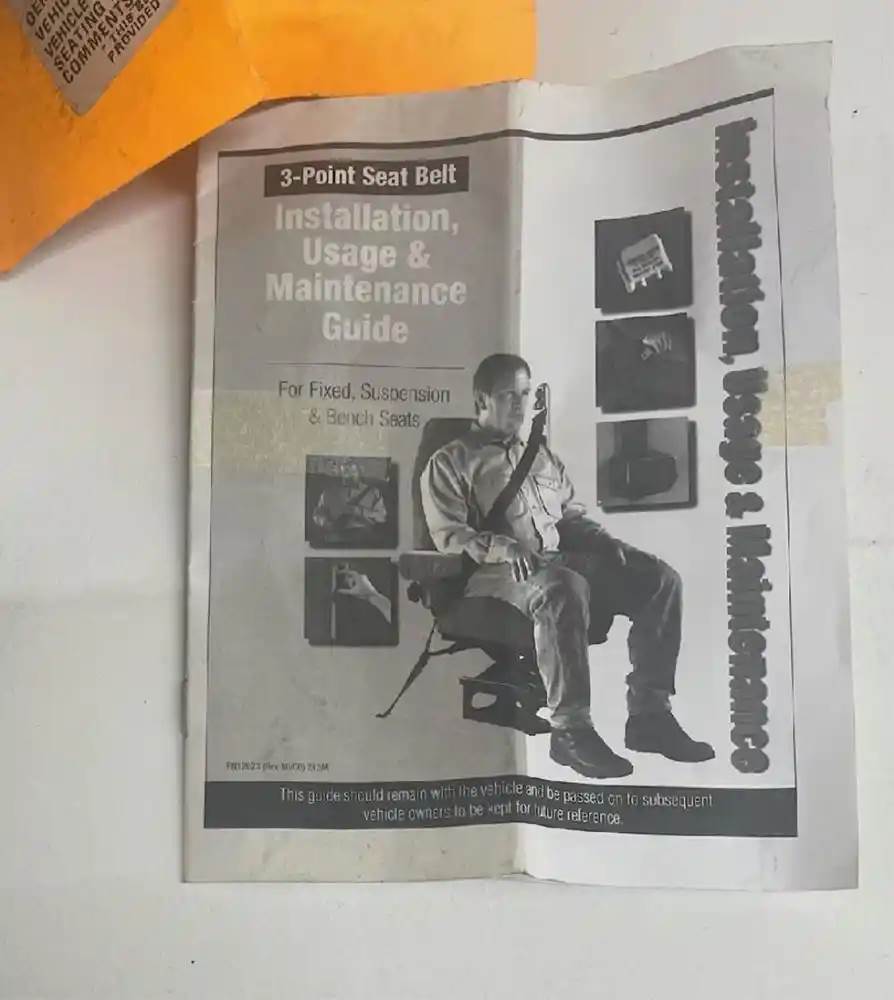 VEHICLE
SEATING
COMMENTS
PROVIDED
3-Point Seat Belt
Installation,
Usage &
Maintenance
Guide
For Fixed, Suspension
& Bench Seats
Installation, Usage & Maintenance
This guide should remain with the vehicle and be passed on to subsequent
vehicle owners to be kept for future reference.